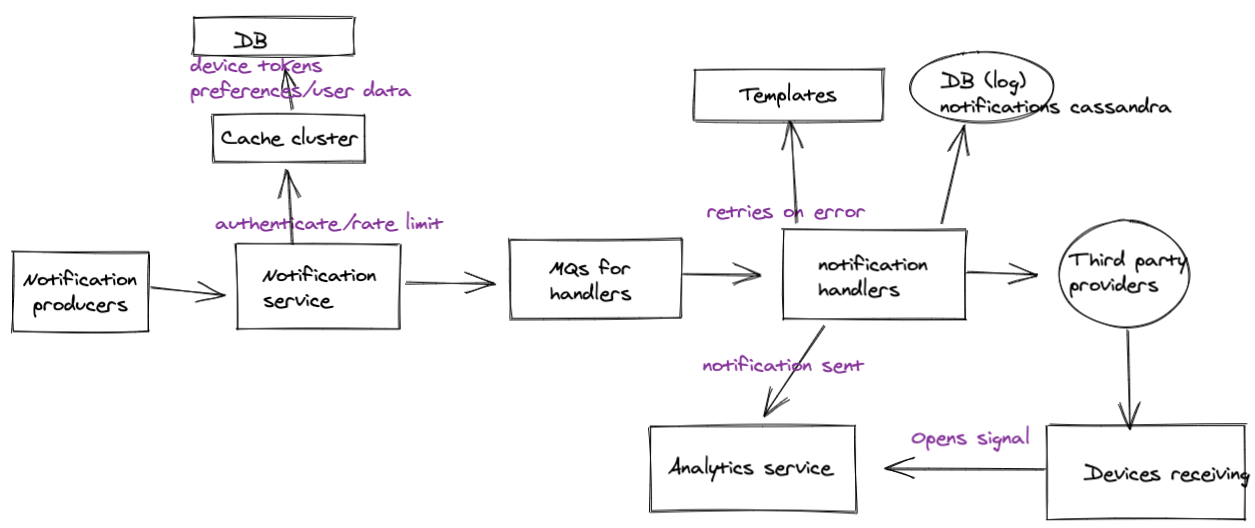 DB
device tokens
preferences/user data
Cache cluster
authenticate/rate limit
Notification
producers
Notification
service
MQs for
handlers
Templates
DB (log)
notifications cassandra
retries on error
notification
handlers
Third party
providers
notification sent
Analytics service
Opens signal
Devices receiving